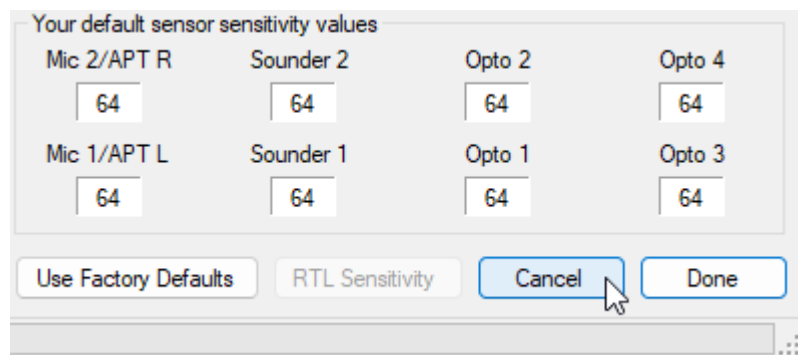 Your default sensor sensitivity values
Mic 2/APT R Sounder 2 Opto 2 Opto 4
64 64 64 64
Mic 1/APT L Sounder 1 Opto 1 Opto 3
64 64 64 64
Use Factory Defaults RTL Sensitivity Cancel Done